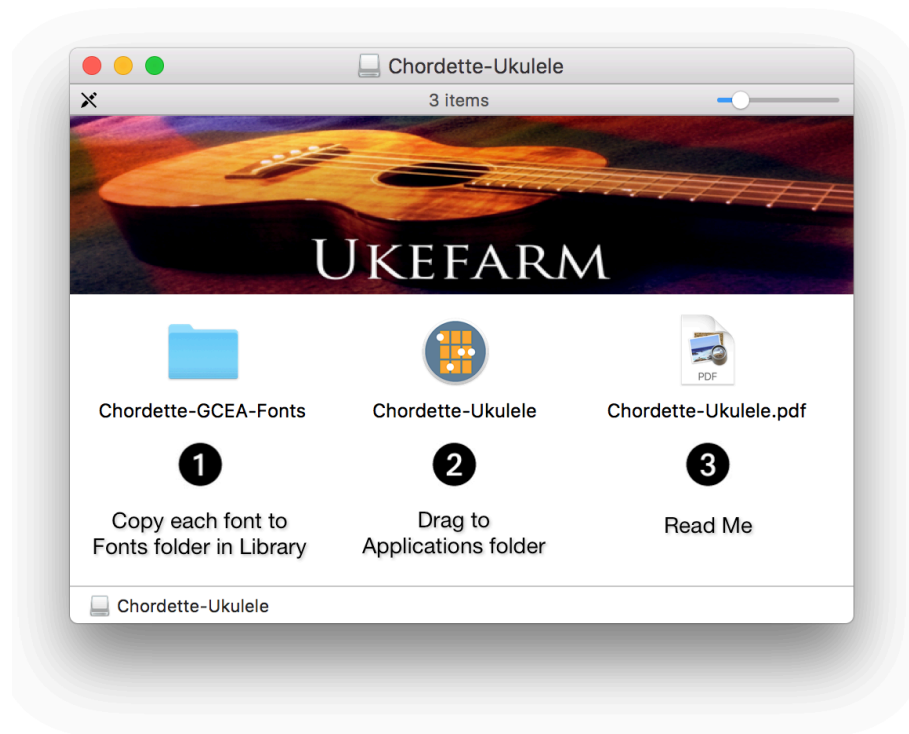 Chordette-Ukulele
3 items
UKEFARM
PDF
Chordette-GCEA-Fonts
Chordette-Ukulele
Chordette-Ukulele.pdf
1
2
3
Copy each font to
Fonts folder in Library
Drag to
Applications folder
Read Me
Chordette-Ukulele